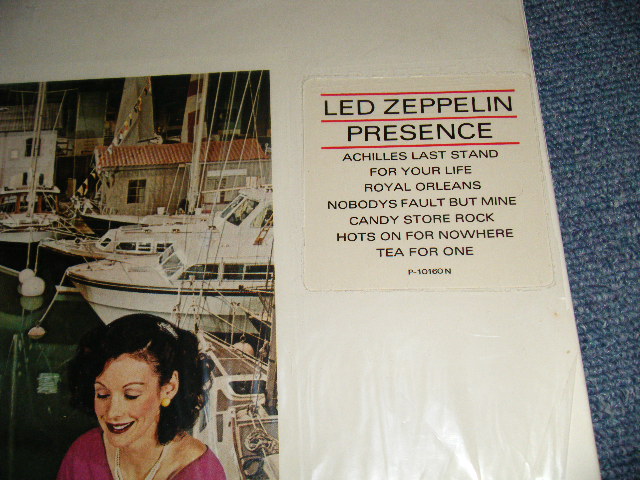 LED ZEPPELIN
PRESENCE
ACHILLES LAST STAND
FOR YOUR LIFE
ROYAL ORLEANS
NOBODYS FAULT BUT MINE
CANDY STORE ROCK
HOTS ON FOR NOWHERE
TEA FOR ONE
P-10160N